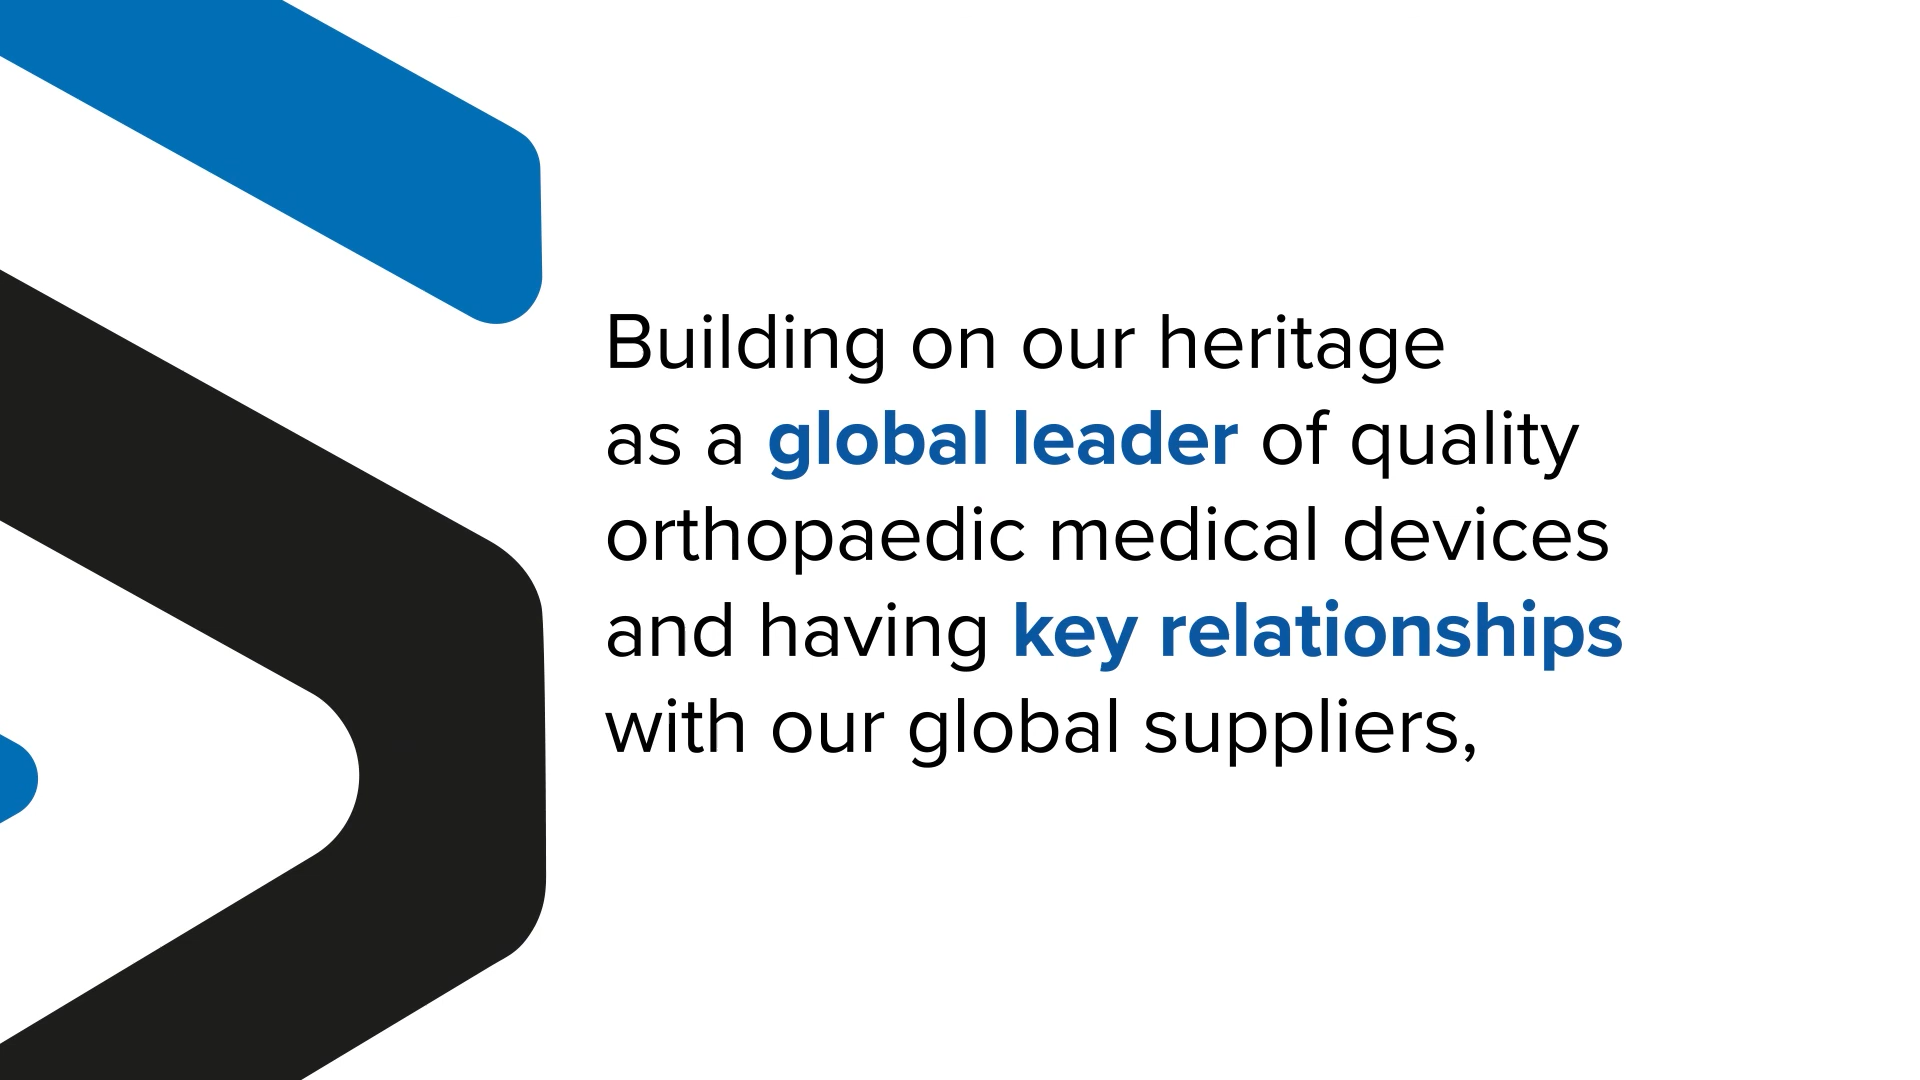 Building on our heritage
as a global leader of quality
orthopaedic medical devices
and having key relationships
with our global suppliers,